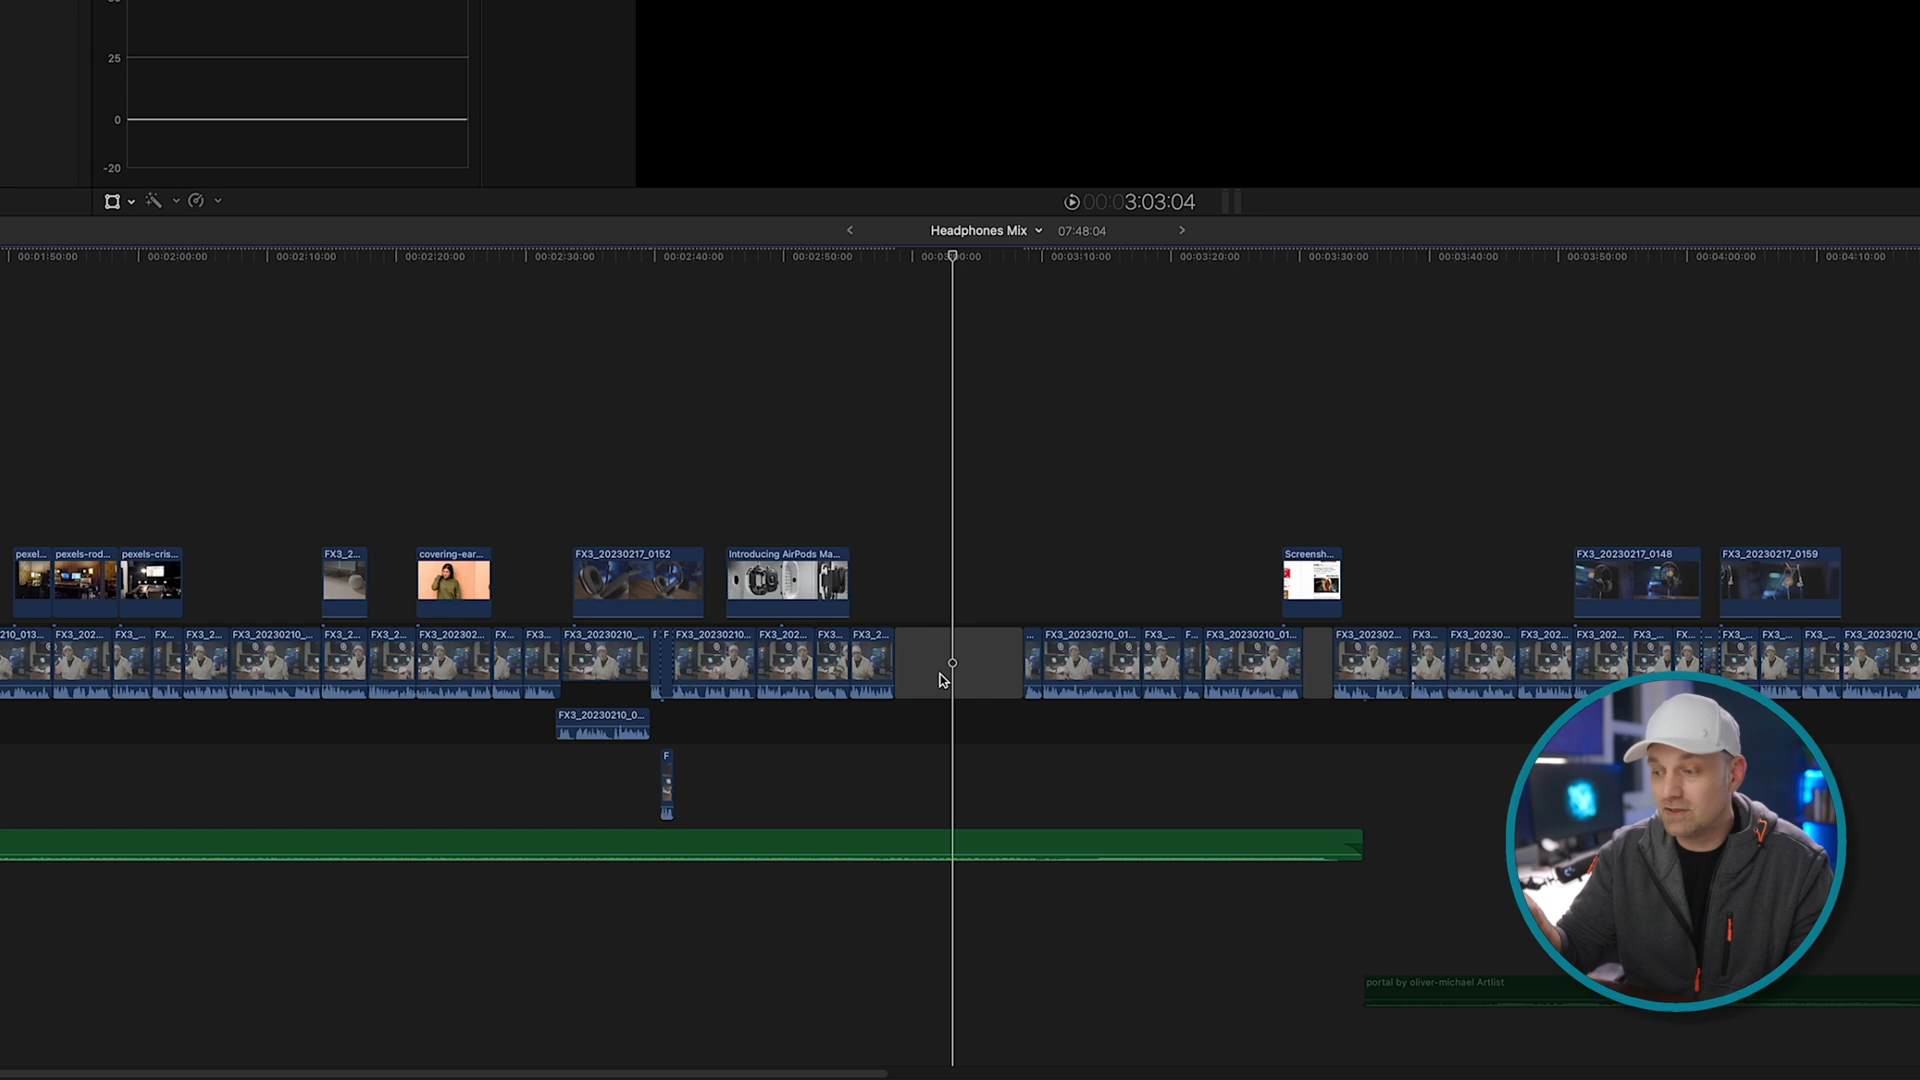 25
0
-20
00:03:03:04
Headphones Mix
07:48:04
00:01:50:00
00:02:00:00
00:02:10:00
00:02:20:00
00:02:30:00
00:02:40:00
00:02:50:00
00:03:00:00
00:03:10:00
00:03:20:00
00:03:30:00
00:03:40:00
00:03:50:00
00:04:00:00
00:04:10:00
pexel...
pexels-rod...
pexels-cris...
FX3_2...
covering-ear...
FX3_20230217_0152
Introducing AirPods Ma...
Screensh...
FX3_20230217_0148
FX3_20230217_0159
210_013...
FX3_202...
FX3_...
FX...
FX3_2...
FX3_20230210_...
FX3_2...
FX3_2...
FX3_202302...
FX...
FX3...
FX3_20230210_...
F
F
FX3_20230210...
FX3_202...
FX3...
FX3_2...
...
FX3_20230210_01...
FX3_...
F...
FX3_20230210_01...
FX3_202302...
FX3...
FX3_20230...
FX3_202...
FX3_202...
FX3_...
FX...
...
FX3_...
FX3_...
FX3_...
FX3_20230210_0
FX3_20230210_0...
F
portal by oliver-michael Artlist